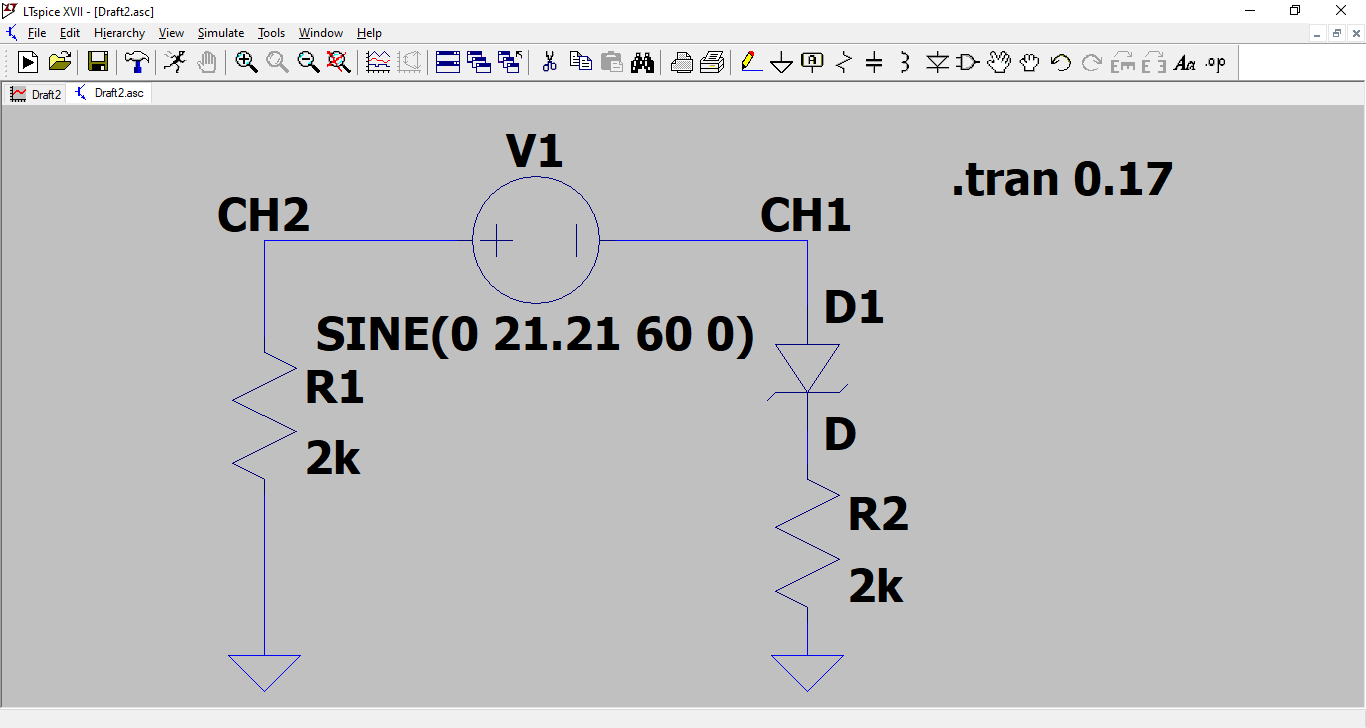 LTspice XVII - [Draft2.asc]
File Edit Hierarchy View Simulate Tools Window Help
Draft2 Draft2.asc
V1
.tran 0.17
CH2
CH1
D1
SINE(0 21.21 60 0)
R1
D
2k
R2
2k